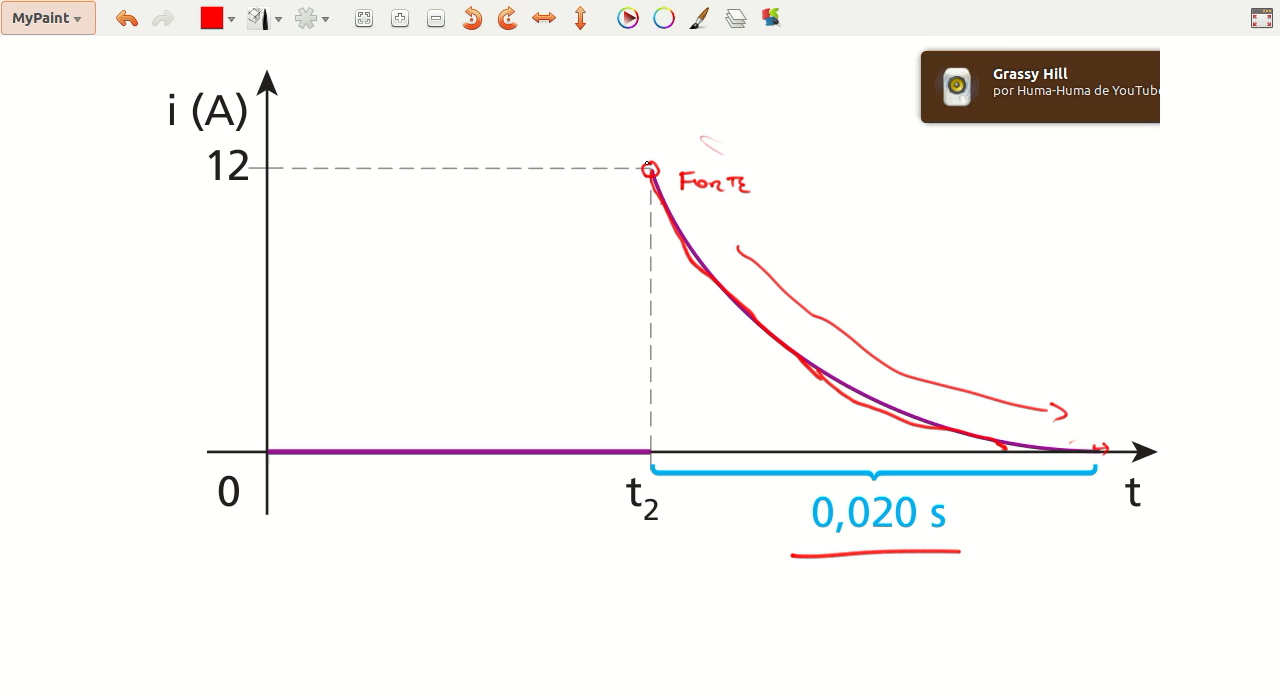 MyPaint
Grassy Hill
por Huma-Huma de YouTube
i (A)
12
FORTE
0
t2
0,020 s
t